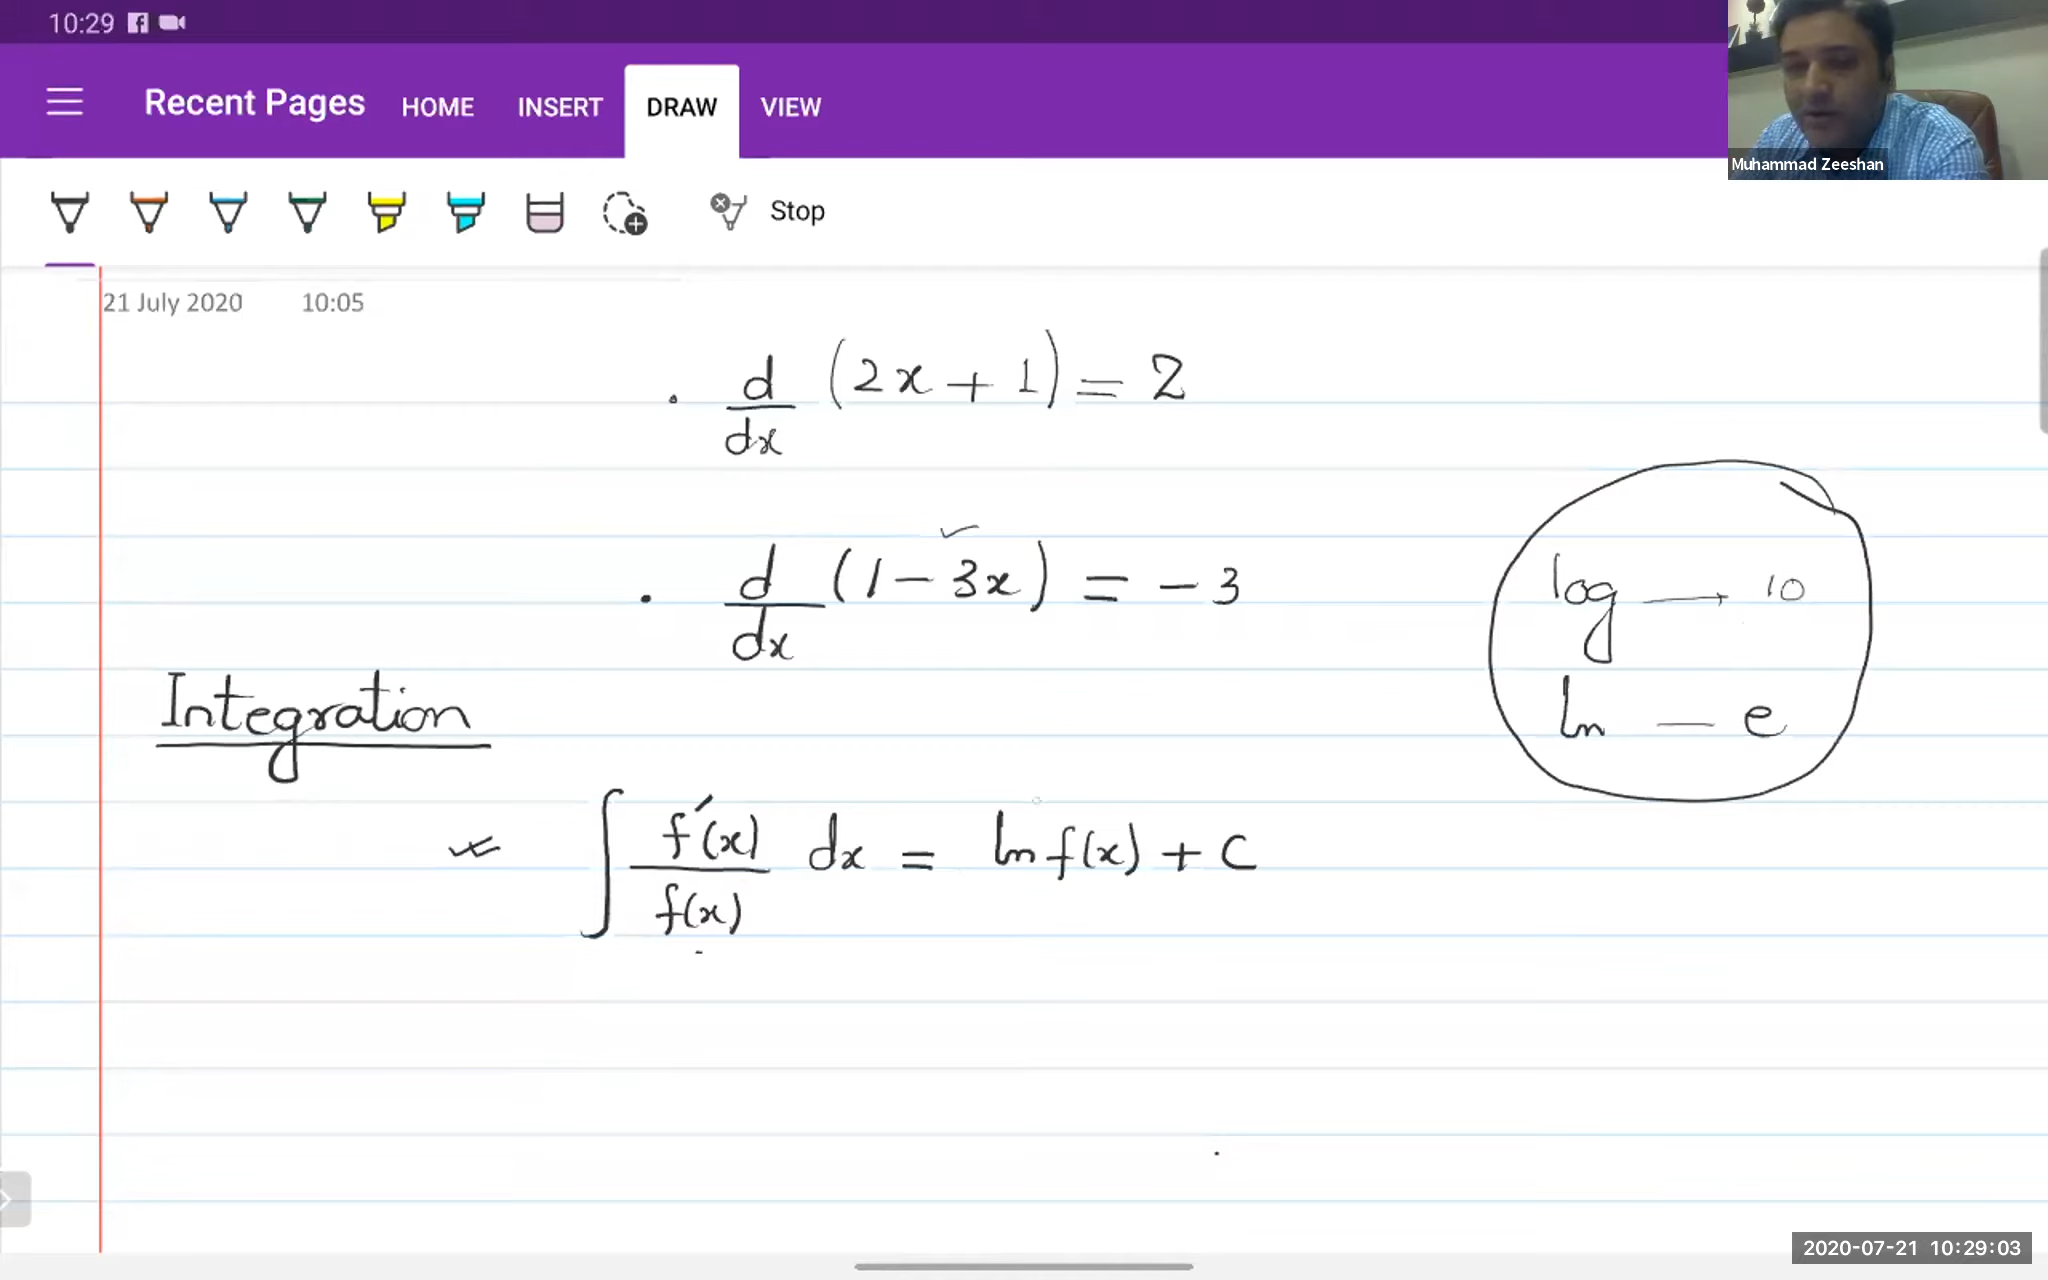 10:29
Recent Pages HOME INSERT DRAW VIEW
Muhammad Zeeshan
Stop
21 July 2020 10:05
. d/dx (2x + 1) = 2
. d/dx (1 - 3x) = - 3
log → 10
ln — e
Integration
∫ f′(x)/f(x) dx = ln f(x) + C
2020-07-21 10:29:03